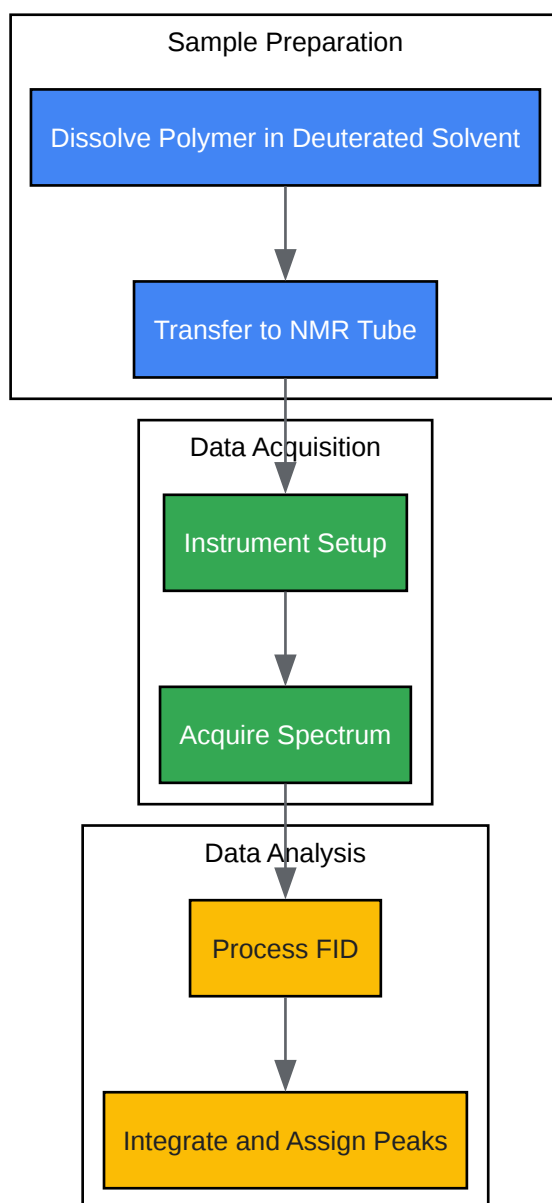 Sample Preparation
Dissolve Polymer in Deuterated Solvent
Transfer to NMR Tube
Data Acquisition
Instrument Setup
Acquire Spectrum
Data Analysis
Process FID
Integrate and Assign Peaks